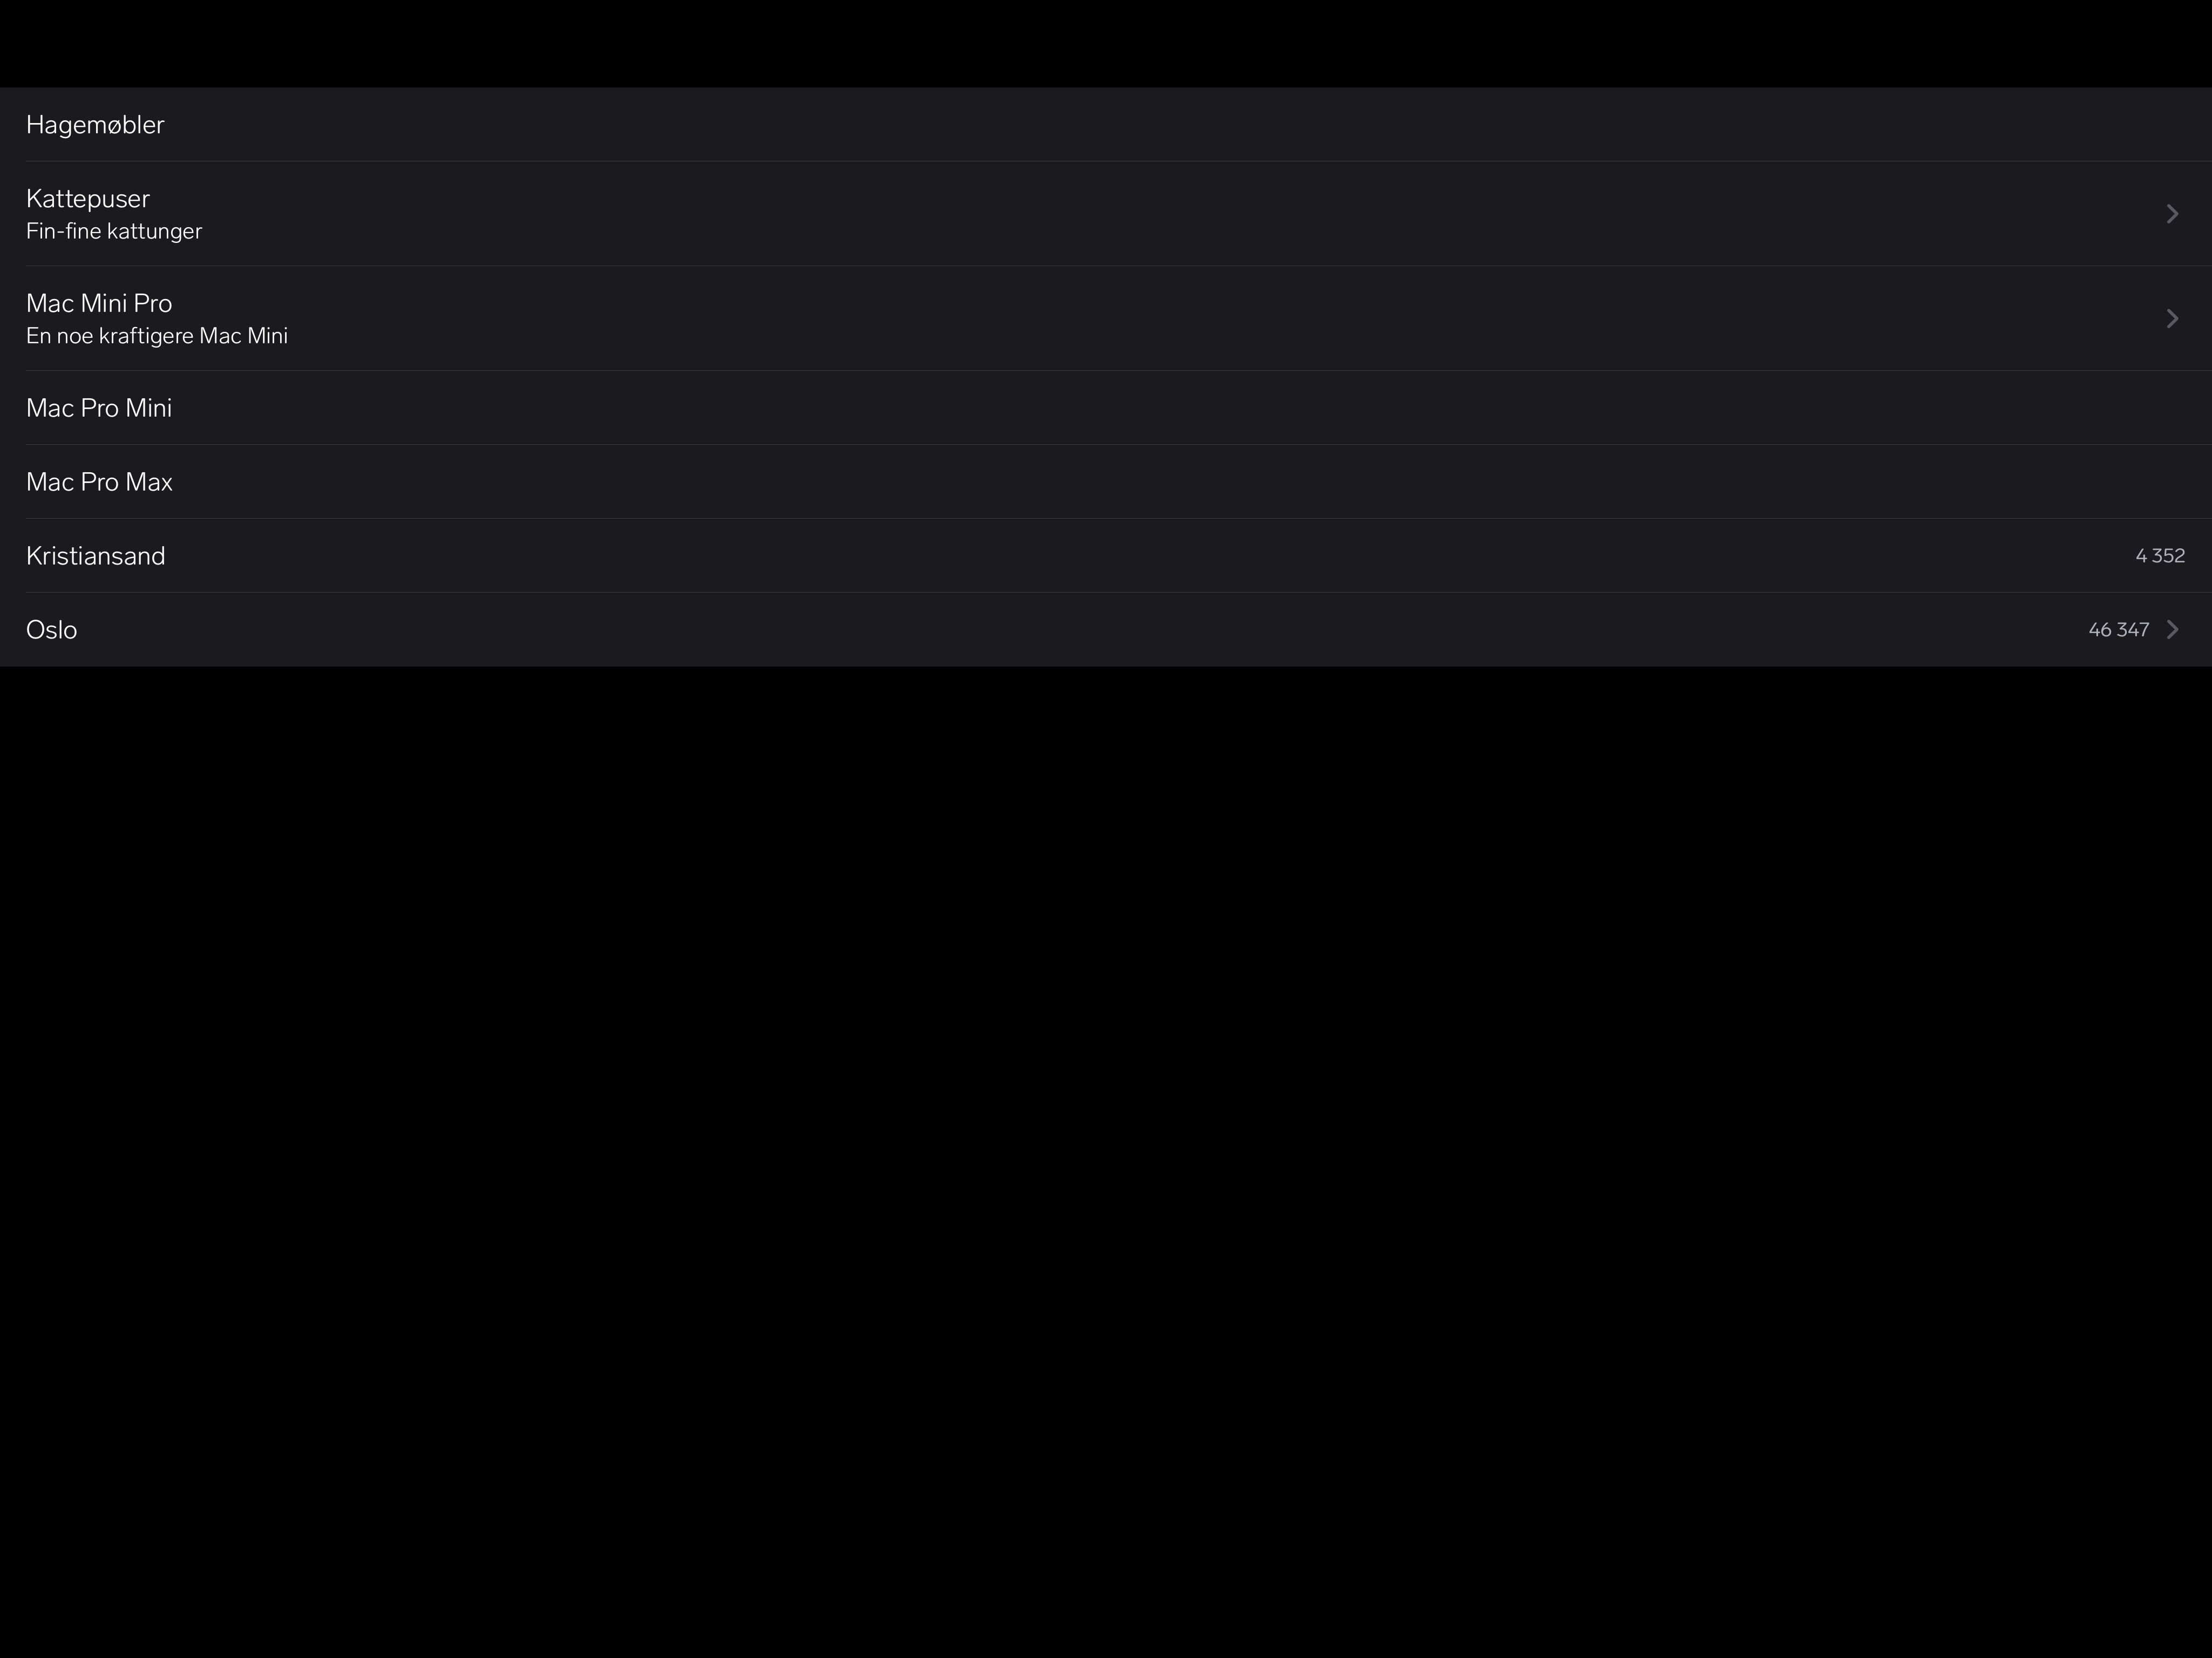 Hagemøbler
Kattepuser
Fin-fine kattunger
Mac Mini Pro
En noe kraftigere Mac Mini
Mac Pro Mini
Mac Pro Max
Kristiansand 4 352
Oslo 46 347